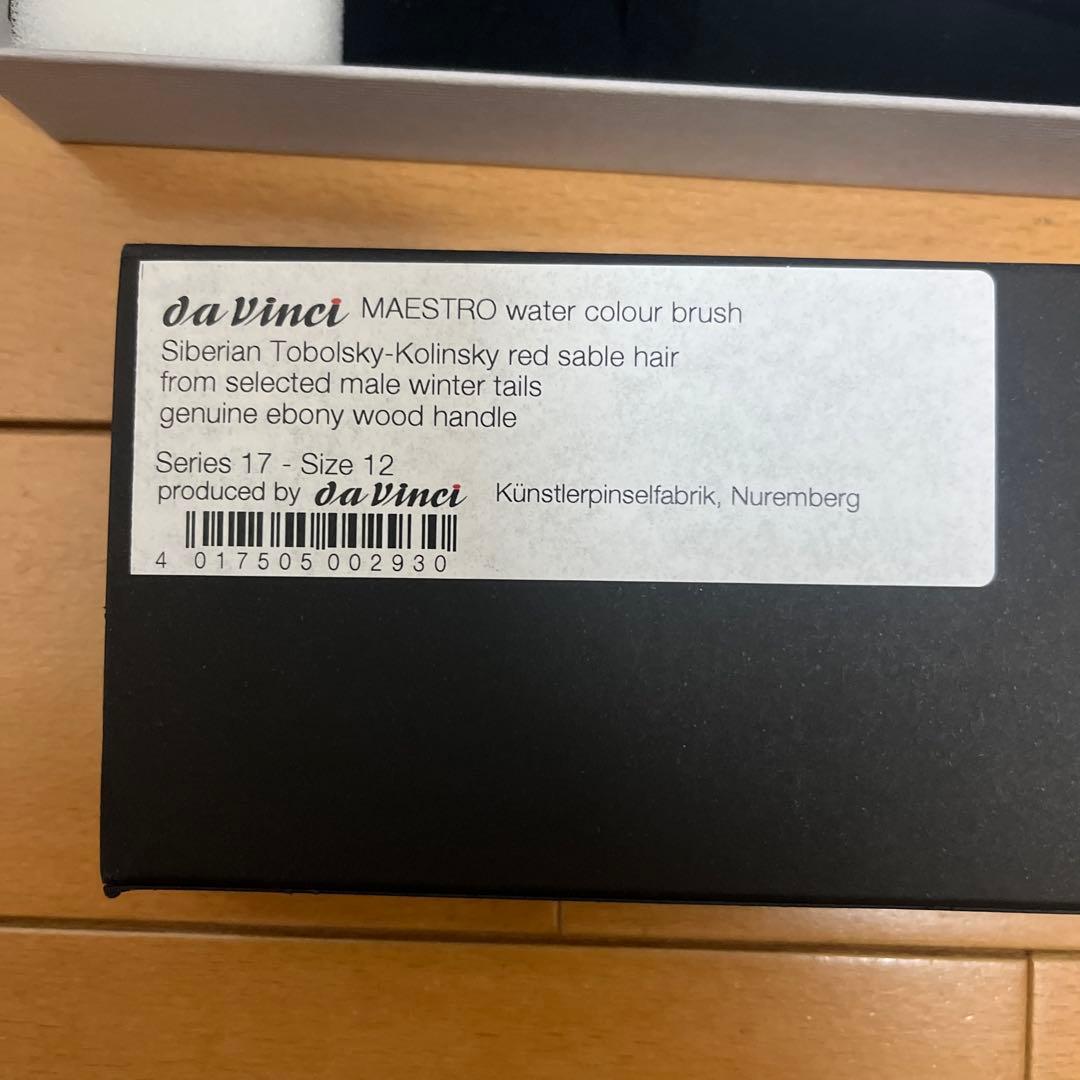 da Vinci MAESTRO water colour brush
Siberian Tobolsky-Kolinsky red sable hair
from selected male winter tails
genuine ebony wood handle
Series 17 - Size 12
produced by da Vinci Künstlerpinselfabrik, Nuremberg
4 017505 002930